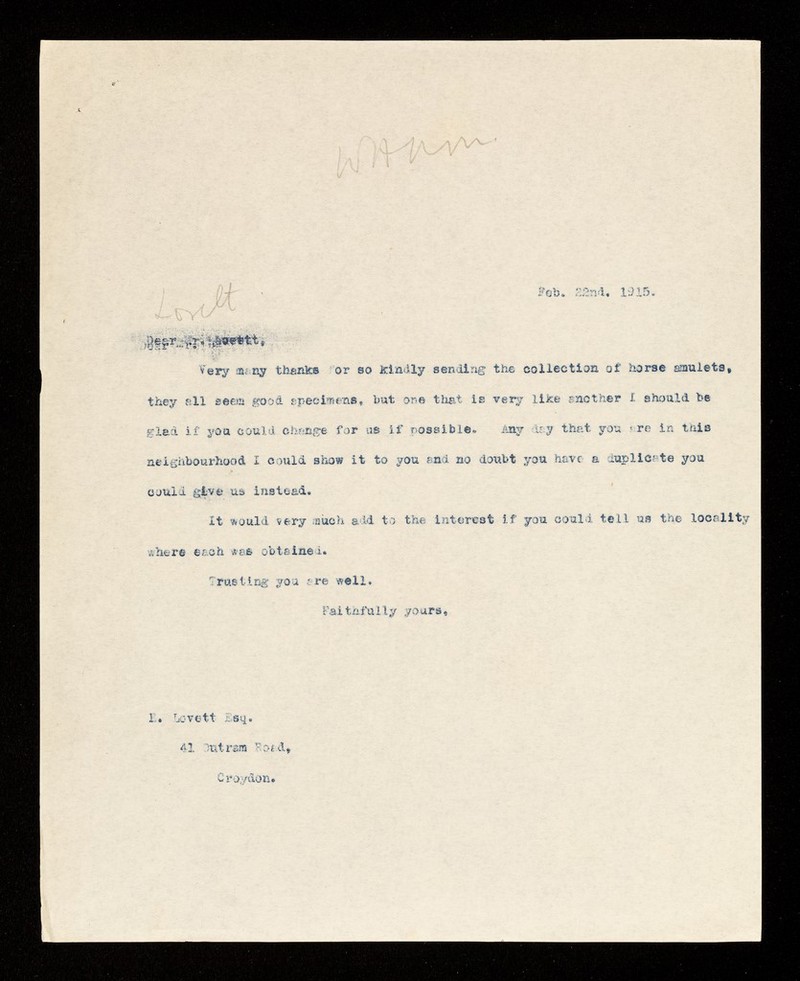 WHMM.
Feb. 22nd. 1915.
Lovett
Dear Mr. Lovett,
Very many thanks for so kindly sending the collection of horse amulets,
they all seem good specimens, but one that is very like another I should be
glad if you could change for us if possible. Any day that you are in this
neighbourhood I could show it to you and no doubt you have a duplicate you
could give us instead.
It would very much add to the interest if you could tell us the locality
where each was obtained.
Trusting you are well.
Faithfully yours,
E. Lovett Esq.
41 Outram Road,
Croydon.